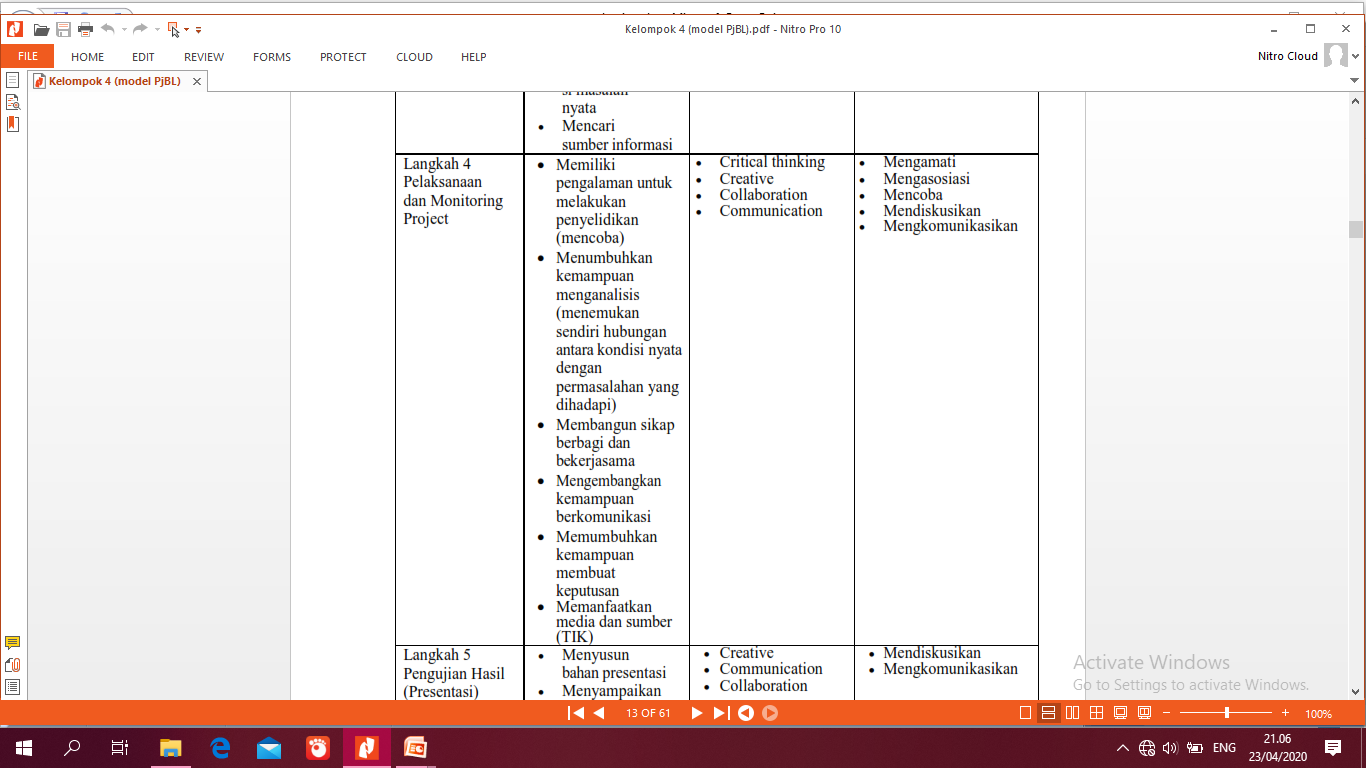 Kelompok 4 (model PjBL).pdf - Nitro Pro 10
FILE HOME EDIT REVIEW FORMS PROTECT CLOUD HELP
Nitro Cloud
Kelompok 4 (model PjBL)
nyata
• Mencari
sumber informasi
Langkah 4
Pelaksanaan
dan Monitoring
Project
• Memiliki
pengalaman untuk
melakukan
penyelidikan
(mencoba)
• Menumbuhkan
kemampuan
menganalisis
(menemukan
sendiri hubungan
antara kondisi nyata
dengan
permasalahan yang
dihadapi)
• Membangun sikap
berbagi dan
bekerjasama
• Mengembangkan
kemampuan
berkomunikasi
• Memumbuhkan
kemampuan
membuat
keputusan
• Memanfaatkan
media dan sumber
(TIK)
• Critical thinking
• Creative
• Collaboration
• Communication
• Mengamati
• Mengasosiasi
• Mencoba
• Mendiskusikan
• Mengkomunikasikan
Langkah 5
Pengujian Hasil
(Presentasi)
• Menyusun
bahan presentasi
• Menyampaikan
• Creative
• Communication
• Collaboration
• Mendiskusikan
• Mengkomunikasikan
Activate Windows
Go to Settings to activate Windows.
13 OF 61
100%
ENG
21.06
23/04/2020